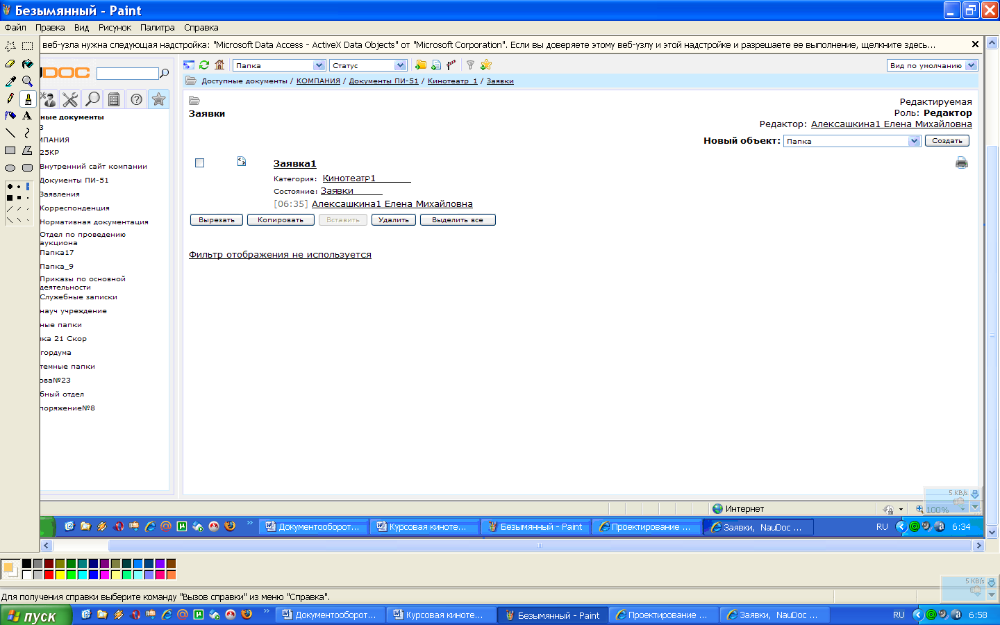 Безымянный - Paint
Файл Правка Вид Рисунок Палитра Справка
веб-узла нужна следующая надстройка: "Microsoft Data Access - ActiveX Data Objects" от "Microsoft Corporation". Если вы доверяете этому веб-узлу и этой надстройке и разрешаете ее выполнение, щелкните здесь...
DOC
Папка Статус Вид по умолчанию
Доступные документы / КОМПАНИЯ / Документы ПИ-51 / Кинотеатр 1 / Заявки
Заявки
Редактируемая
Роль: Редактор
Редактор: Алексашкина1 Елена Михайловна
Новый объект: Папка Создать
Заявка1
Категория: Кинотеатр1
Состояние: Заявки
[06:35] Алексашкина1 Елена Михайловна
Вырезать Копировать Вставить Удалить Выделить все
Фильтр отображения не используется
ные документы
3
МПАНИЯ
25КР
Внутренний сайт компании
Документы ПИ-51
Заявления
Корреспонденция
Нормативная документация
Отдел по проведению
аукциона
Папка17
Папка_9
Приказы по основной
деятельности
Служебные записки
науч учреждение
ные папки
ка 21 Скор
гордума
темные папки
ова№23
бный отдел
поряжение№8
5 KB/s
Интернет 100%
Документооборот... Курсовая киноте... Безымянный - Paint Проектирование ... Заявки, NauDoc ... RU 6:34
5 KB/s
Для получения справки выберите команду "Вызов справки" из меню "Справка".
пуск Документооборот... Курсовая киноте... Безымянный - Paint Проектирование ... Заявки, NauDoc ... RU 6:58